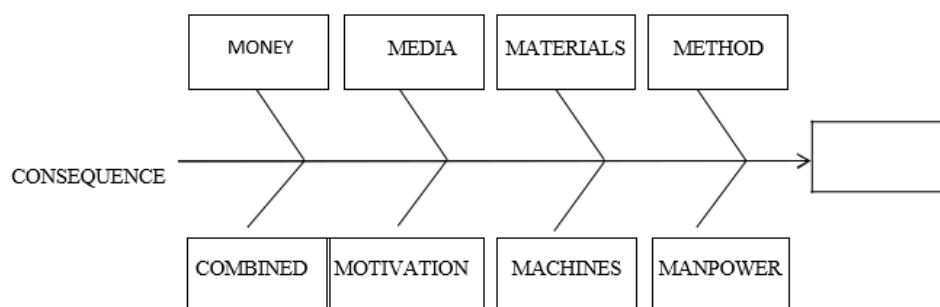 MONEY
MEDIA
MATERIALS
METHOD
CONSEQUENCE
COMBINED
MOTIVATION
MACHINES
MANPOWER